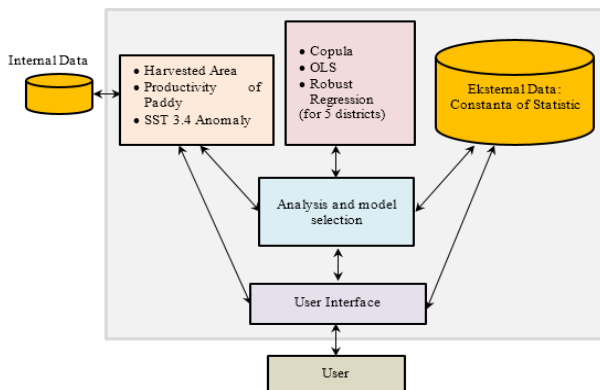 Internal Data
• Harvested Area
• Productivity of
Paddy
• SST 3.4 Anomaly
• Copula
• OLS
• Robust
Regression
(for 5 districts)
Eksternal Data:
Constanta of Statistic
Analysis and model
selection
User Interface
User